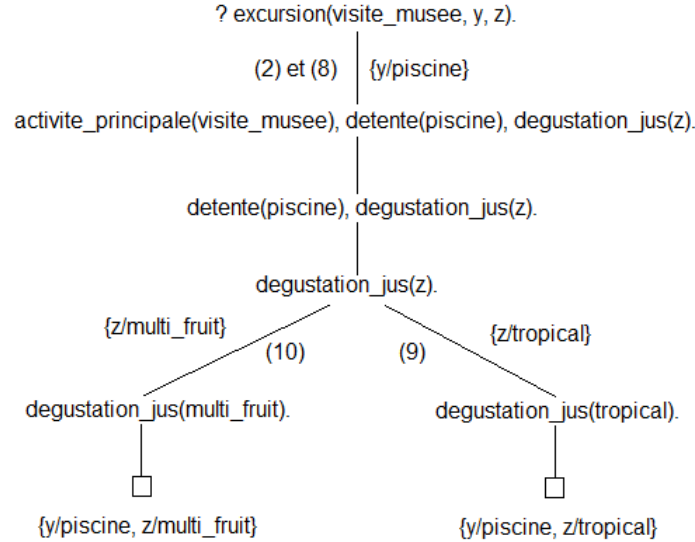 ? excursion(visite_musee, y, z).
(2) et (8) {y/piscine}
activite_principale(visite_musee), detente(piscine), degustation_jus(z).
detente(piscine), degustation_jus(z).
degustation_jus(z).
{z/multi_fruit} {z/tropical}
(10) (9)
degustation_jus(multi_fruit). degustation_jus(tropical).
{y/piscine, z/multi_fruit} {y/piscine, z/tropical}